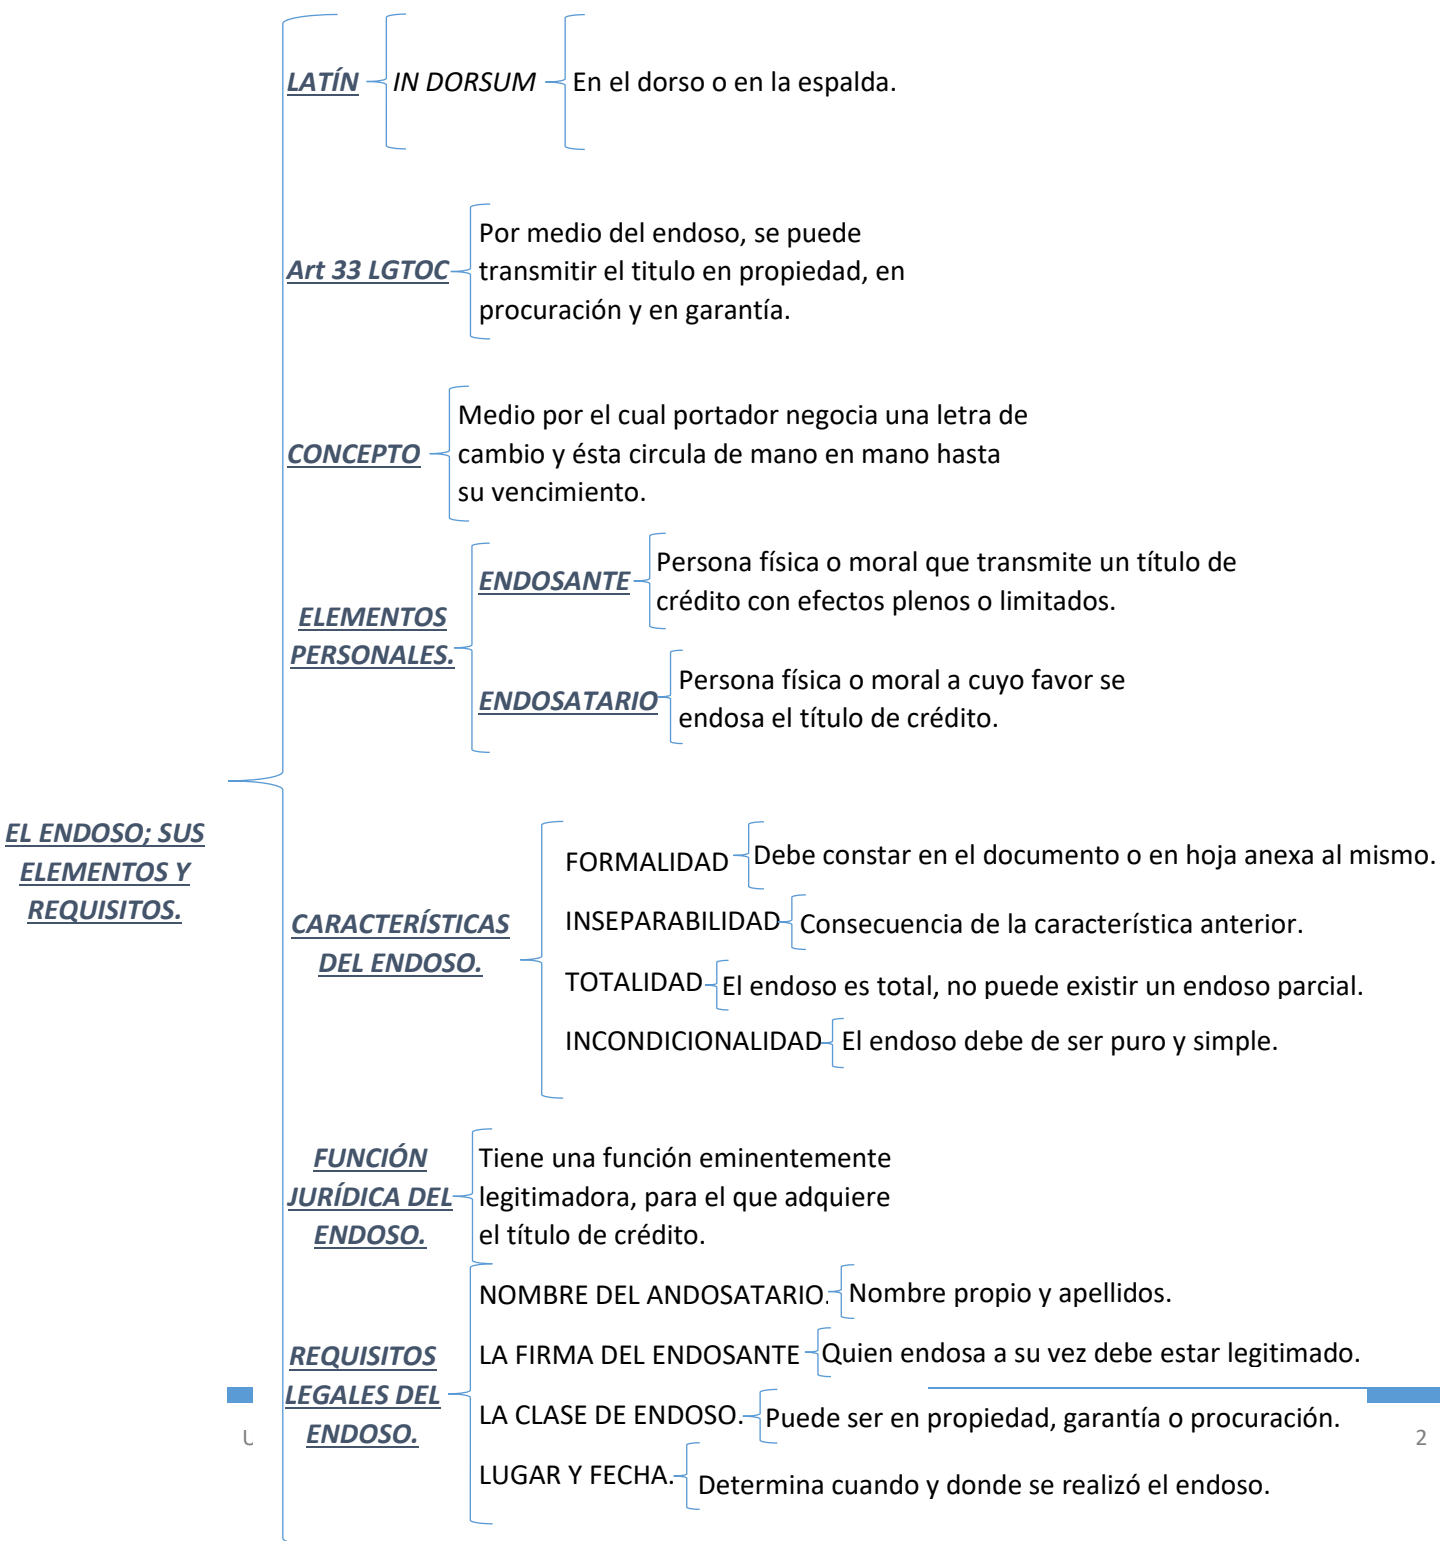 LATÍN
IN DORSUM
En el dorso o en la espalda.
Art 33 LGTOC
Por medio del endoso, se puede
transmitir el titulo en propiedad, en
procuración y en garantía.
CONCEPTO
Medio por el cual portador negocia una letra de
cambio y ésta circula de mano en mano hasta
su vencimiento.
ELEMENTOS
PERSONALES.
ENDOSANTE
Persona física o moral que transmite un título de
crédito con efectos plenos o limitados.
ENDOSATARIO
Persona física o moral a cuyo favor se
endosa el título de crédito.
EL ENDOSO; SUS
ELEMENTOS Y
REQUISITOS.
CARACTERÍSTICAS
DEL ENDOSO.
FORMALIDAD
Debe constar en el documento o en hoja anexa al mismo.
INSEPARABILIDAD
Consecuencia de la característica anterior.
TOTALIDAD
El endoso es total, no puede existir un endoso parcial.
INCONDICIONALIDAD
El endoso debe de ser puro y simple.
FUNCIÓN
JURÍDICA DEL
ENDOSO.
Tiene una función eminentemente
legitimadora, para el que adquiere
el título de crédito.
REQUISITOS
LEGALES DEL
ENDOSO.
NOMBRE DEL ANDOSATARIO.
Nombre propio y apellidos.
LA FIRMA DEL ENDOSANTE
Quien endosa a su vez debe estar legitimado.
LA CLASE DE ENDOSO.
Puede ser en propiedad, garantía o procuración.
LUGAR Y FECHA.
Determina cuando y donde se realizó el endoso.
2